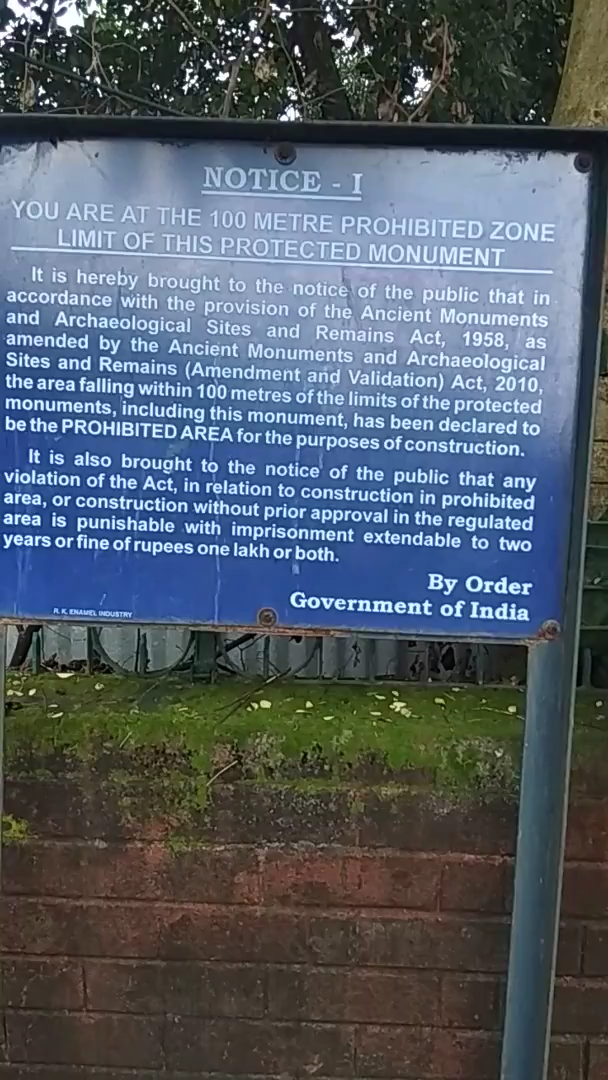 NOTICE - I
YOU ARE AT THE 100 METRE PROHIBITED ZONE
LIMIT OF THIS PROTECTED MONUMENT
It is hereby brought to the notice of the public that in
accordance with the provision of the Ancient Monuments
and Archaeological Sites and Remains Act, 1958, as
amended by the Ancient Monuments and Archaeological
Sites and Remains (Amendment and Validation) Act, 2010,
the area falling within 100 metres of the limits of the protected
monuments, including this monument, has been declared to
be the PROHIBITED AREA for the purposes of construction.
It is also brought to the notice of the public that any
violation of the Act, in relation to construction in prohibited
area, or construction without prior approval in the regulated
area is punishable with imprisonment extendable to two
years or fine of rupees one lakh or both.
By Order
Government of India
R. K. ENAMEL INDUSTRY